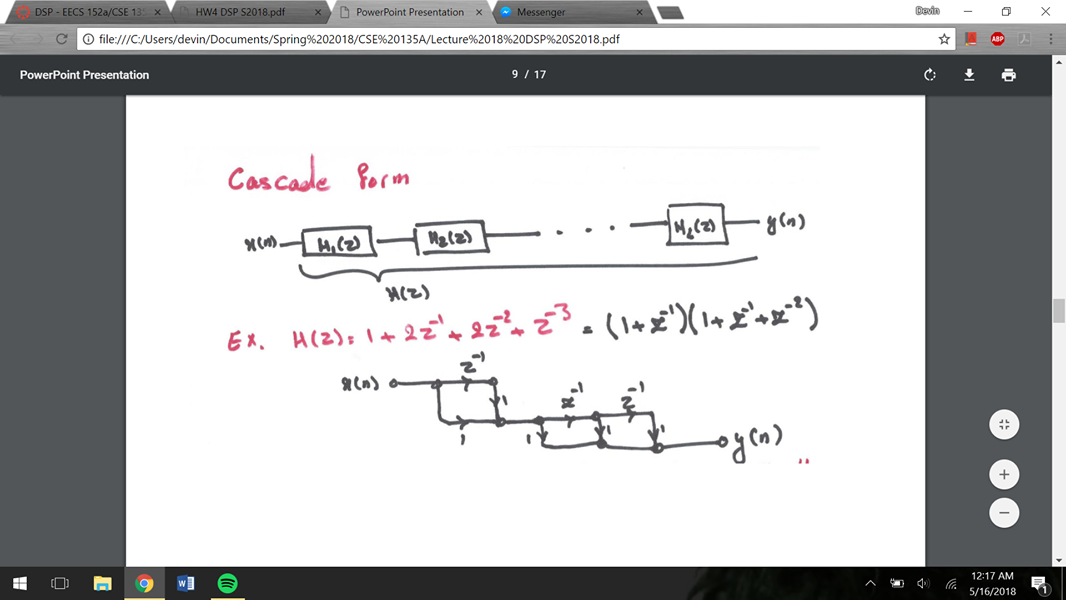 DSP - EECS 152a/CSE 13
HW4 DSP S2018.pdf
PowerPoint Presentation
Messenger
Devin
file:///C:/Users/devin/Documents/Spring%202018/CSE%20135A/Lecture%2018%20DSP%20S2018.pdf
ABP
PowerPoint Presentation
9 / 17
Cascade form
x(n) H₁(z) H₂(z) . . . H_L(z) y(n)
H(z)
Ex. H(z) = 1 + 2z⁻¹ + 2z⁻² + z⁻³ = (1 + z⁻¹)(1 + z⁻¹ + z⁻²)
z⁻¹
x(n)
1 z⁻¹ z⁻¹
1 1 1 1 y(n)
12:17 AM
5/16/2018
1